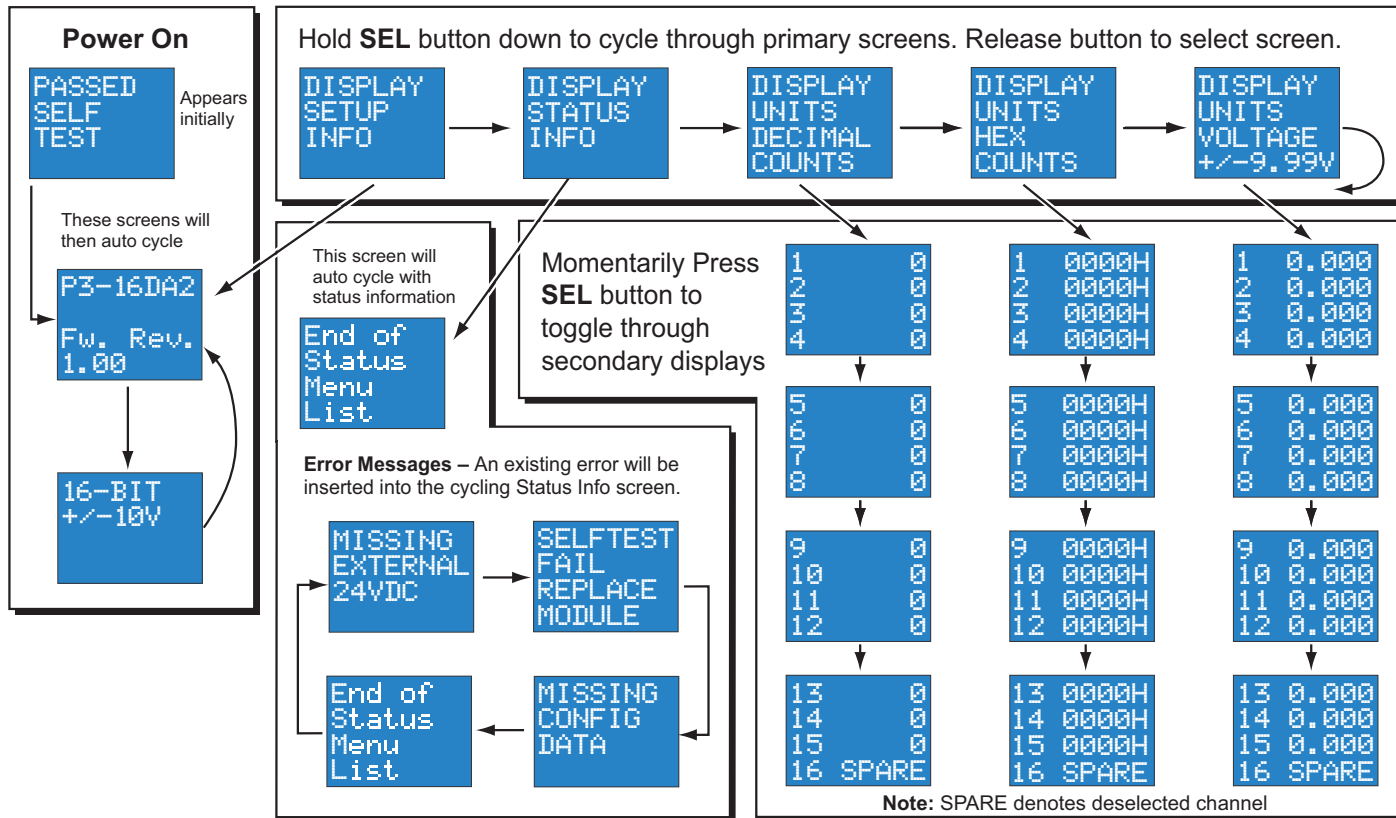 Power On
PASSED
SELF
TEST
Appears
initially
These screens will
then auto cycle
P3-16DA2
Fw. Rev.
1.00
16-BIT
+/-10V
Hold SEL button down to cycle through primary screens. Release button to select screen.
DISPLAY
SETUP
INFO
DISPLAY
STATUS
INFO
DISPLAY
UNITS
DECIMAL
COUNTS
DISPLAY
UNITS
HEX
COUNTS
DISPLAY
UNITS
VOLTAGE
+/-9.99V
This screen will
auto cycle with
status information
End of
Status
Menu
List
Error Messages – An existing error will be
inserted into the cycling Status Info screen.
MISSING
EXTERNAL
24VDC
SELFTEST
FAIL
REPLACE
MODULE
MISSING
CONFIG
DATA
End of
Status
Menu
List
Momentarily Press
SEL button to
toggle through
secondary displays
1 0
2 0
3 0
4 0
5 0
6 0
7 0
8 0
9 0
10 0
11 0
12 0
13 0
14 0
15 0
16 SPARE
1 0000H
2 0000H
3 0000H
4 0000H
5 0000H
6 0000H
7 0000H
8 0000H
9 0000H
10 0000H
11 0000H
12 0000H
13 0000H
14 0000H
15 0000H
16 SPARE
1 0.000
2 0.000
3 0.000
4 0.000
5 0.000
6 0.000
7 0.000
8 0.000
9 0.000
10 0.000
11 0.000
12 0.000
13 0.000
14 0.000
15 0.000
16 SPARE
Note: SPARE denotes deselected channel